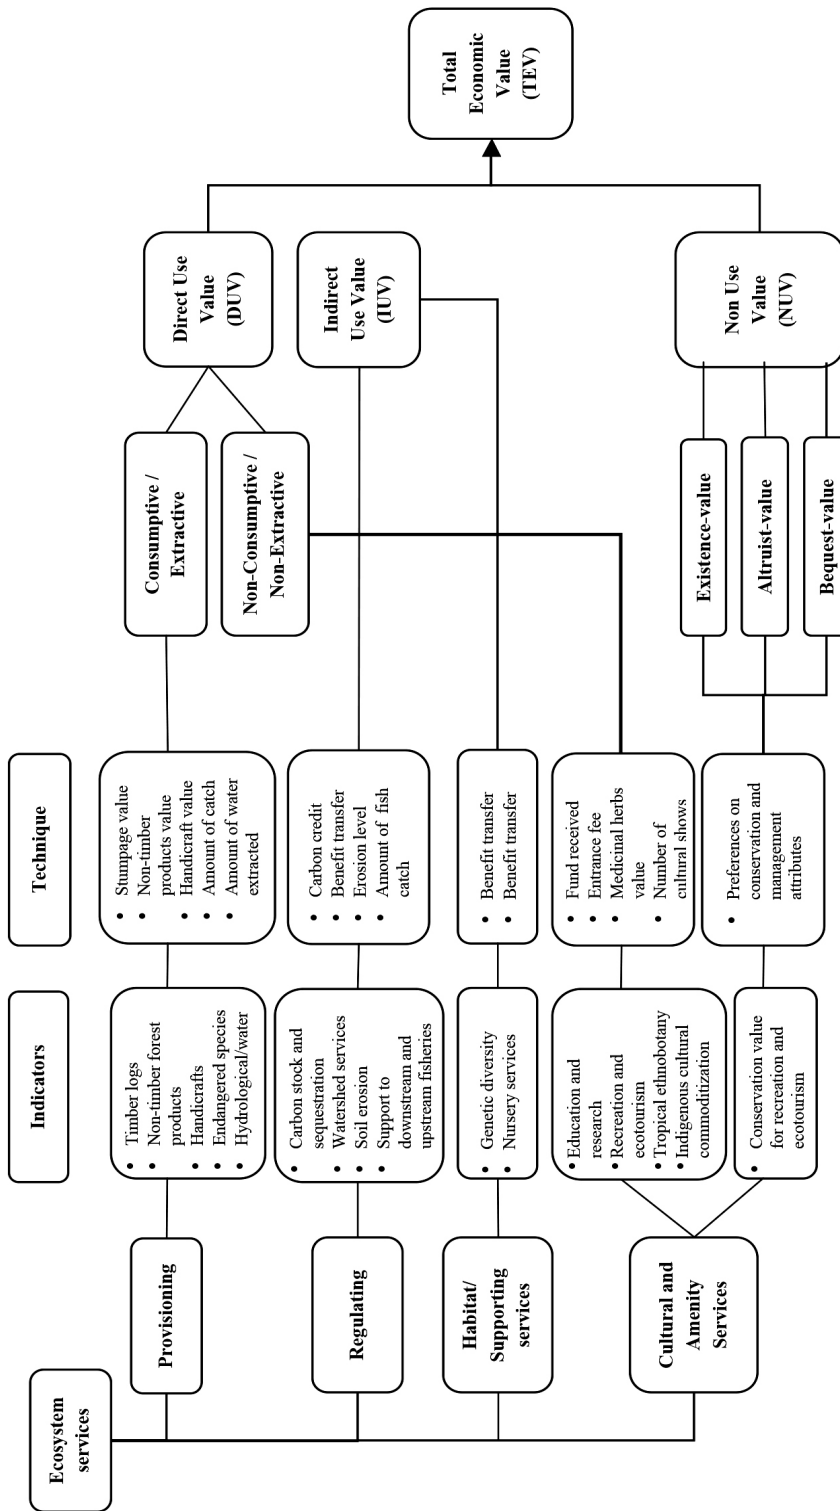 Ecosystem
services
Indicators
Technique
Provisioning
• Timber logs
• Non-timber forest
products
• Handicrafts
• Endangered species
• Hydrological/water
• Stumpage value
• Non-timber
products value
• Handicraft value
• Amount of catch
• Amount of water
extracted
Consumptive /
Extractive
Non-Consumptive /
Non-Extractive
Direct Use
Value
(DUV)
Regulating
• Carbon stock and
sequestration
• Watershed services
• Soil erosion
• Support to
downstream and
upstream fisheries
• Carbon credit
• Benefit transfer
• Erosion level
• Amount of fish
catch
Indirect
Use Value
(IUV)
Habitat/
Supporting
services
• Genetic diversity
• Nursery services
• Benefit transfer
• Benefit transfer
Cultural and
Amenity
Services
• Education and
research
• Recreation and
ecotourism
• Tropical ethnobotany
• Indigenous cultural
commoditization
• Fund received
• Entrance fee
• Medicinal herbs
value
• Number of
cultural shows
• Conservation value
for recreation and
ecotourism
• Preferences on
conservation and
management
attributes
Existence-value
Altruist-value
Bequest-value
Non Use
Value
(NUV)
Total
Economic
Value
(TEV)